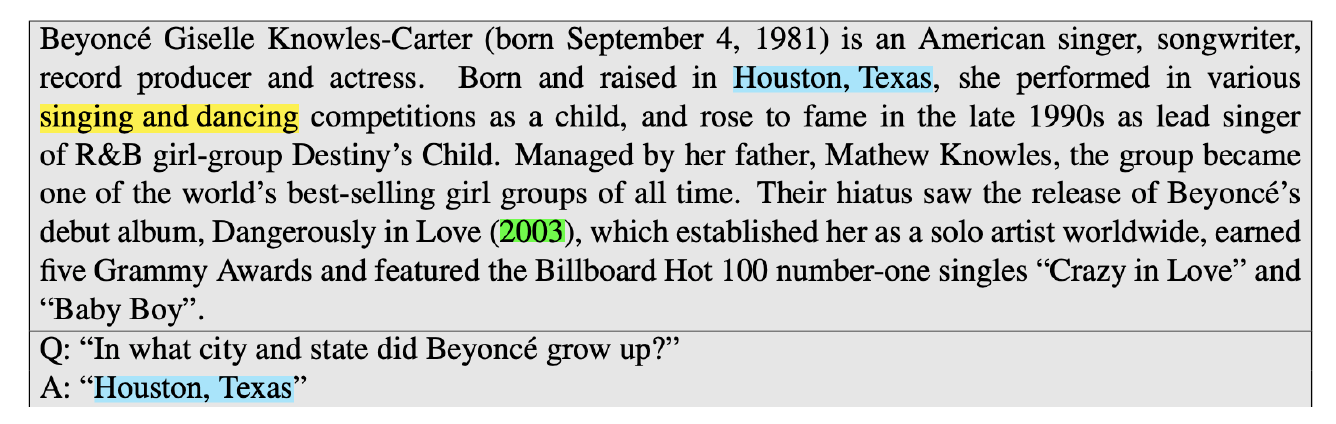 Beyoncé Giselle Knowles-Carter (born September 4, 1981) is an American singer, songwriter,
record producer and actress. Born and raised in Houston, Texas, she performed in various
singing and dancing competitions as a child, and rose to fame in the late 1990s as lead singer
of R&B girl-group Destiny’s Child. Managed by her father, Mathew Knowles, the group became
one of the world’s best-selling girl groups of all time. Their hiatus saw the release of Beyoncé’s
debut album, Dangerously in Love (2003), which established her as a solo artist worldwide, earned
five Grammy Awards and featured the Billboard Hot 100 number-one singles “Crazy in Love” and
“Baby Boy”.
Q: “In what city and state did Beyoncé grow up?”
A: “Houston, Texas”